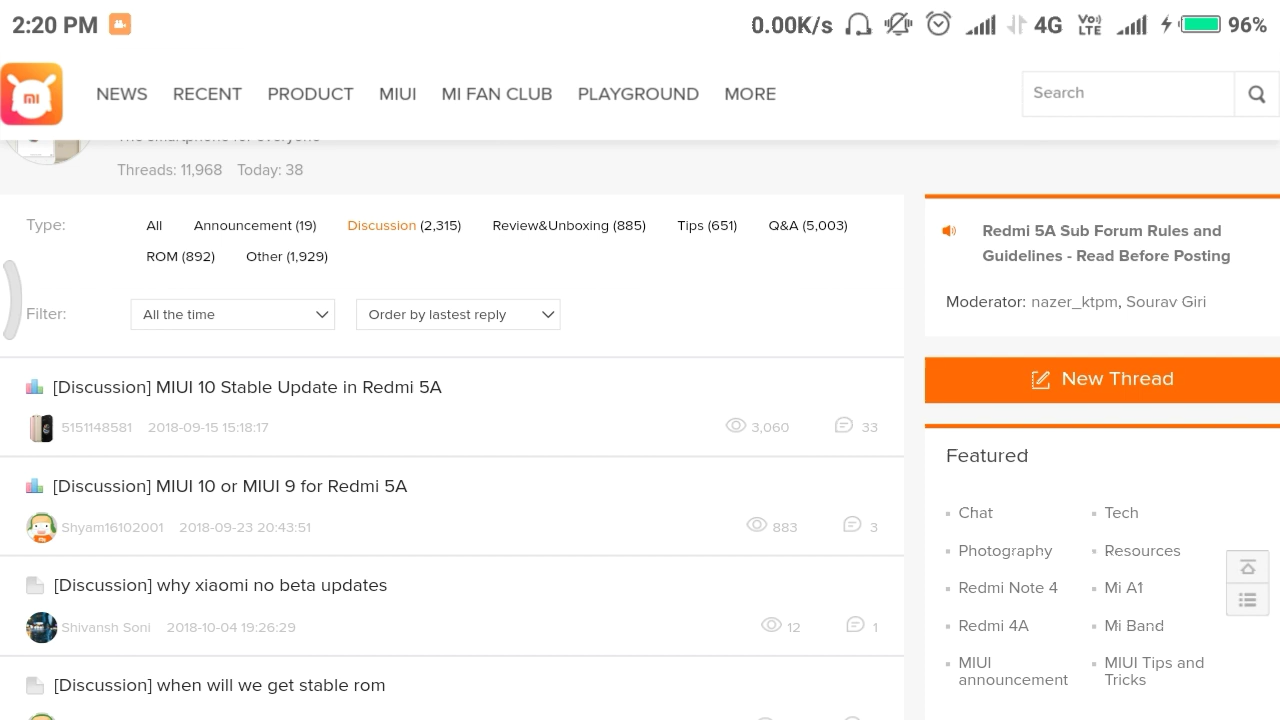 2:20 PM 0.00K/s 4G Vo) LTE 96%
mi NEWS RECENT PRODUCT MIUI MI FAN CLUB PLAYGROUND MORE Search
Threads: 11,968 Today: 38
Type: All Announcement (19) Discussion (2,315) Review&Unboxing (885) Tips (651) Q&A (5,003)
ROM (892) Other (1,929)
Filter: All the time Order by lastest reply
[Discussion] MIUI 10 Stable Update in Redmi 5A
5151148581 2018-09-15 15:18:17 3,060 33
[Discussion] MIUI 10 or MIUI 9 for Redmi 5A
Shyam16102001 2018-09-23 20:43:51 883 3
[Discussion] why xiaomi no beta updates
Shivansh Soni 2018-10-04 19:26:29 12 1
[Discussion] when will we get stable rom
Redmi 5A Sub Forum Rules and
Guidelines - Read Before Posting
Moderator: nazer_ktpm, Sourav Giri
New Thread
Featured
Chat Tech
Photography Resources
Redmi Note 4 Mi A1
Redmi 4A Mi Band
MIUI MIUI Tips and
announcement Tricks